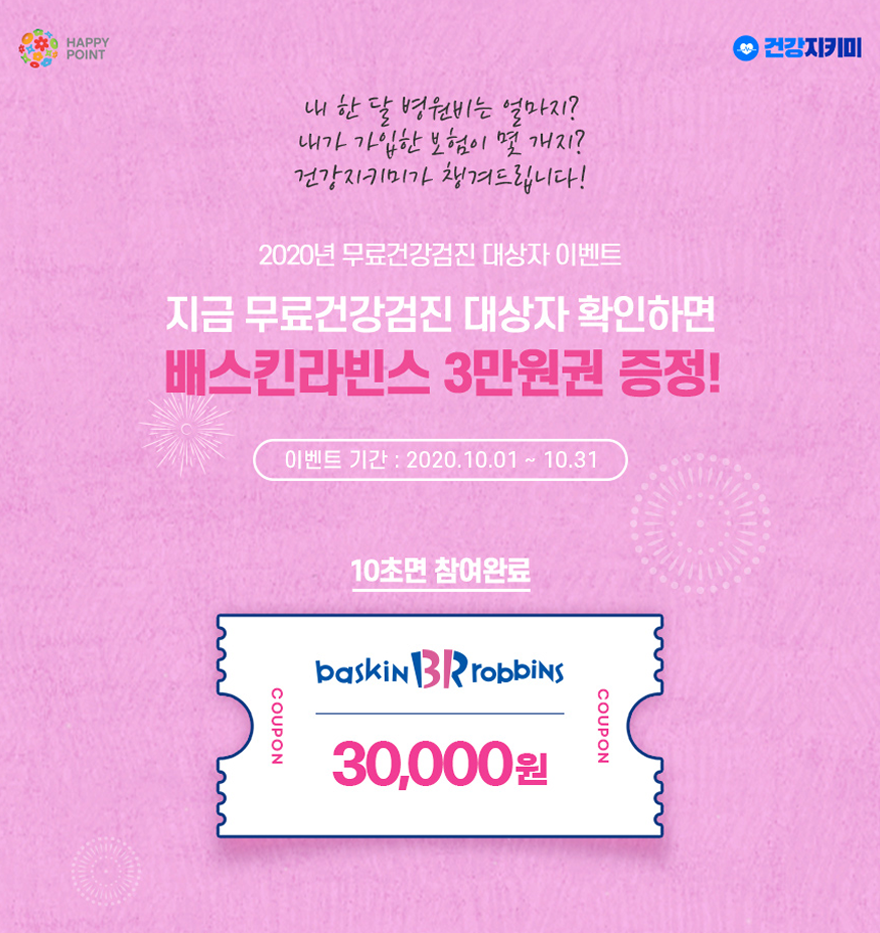 HAPPY
POINT
건강지키미
내 한 달 병원비는 얼마지?
내가 가입한 보험이 몇 개지?
건강지키미가 챙겨드립니다!
2020년 무료건강검진 대상자 이벤트
지금 무료건강검진 대상자 확인하면
배스킨라빈스 3만원권 증정!
이벤트 기간 : 2020.10.01 ~ 10.31
10초면 참여완료
baskin BR robbins
COUPON
COUPON
30,000원